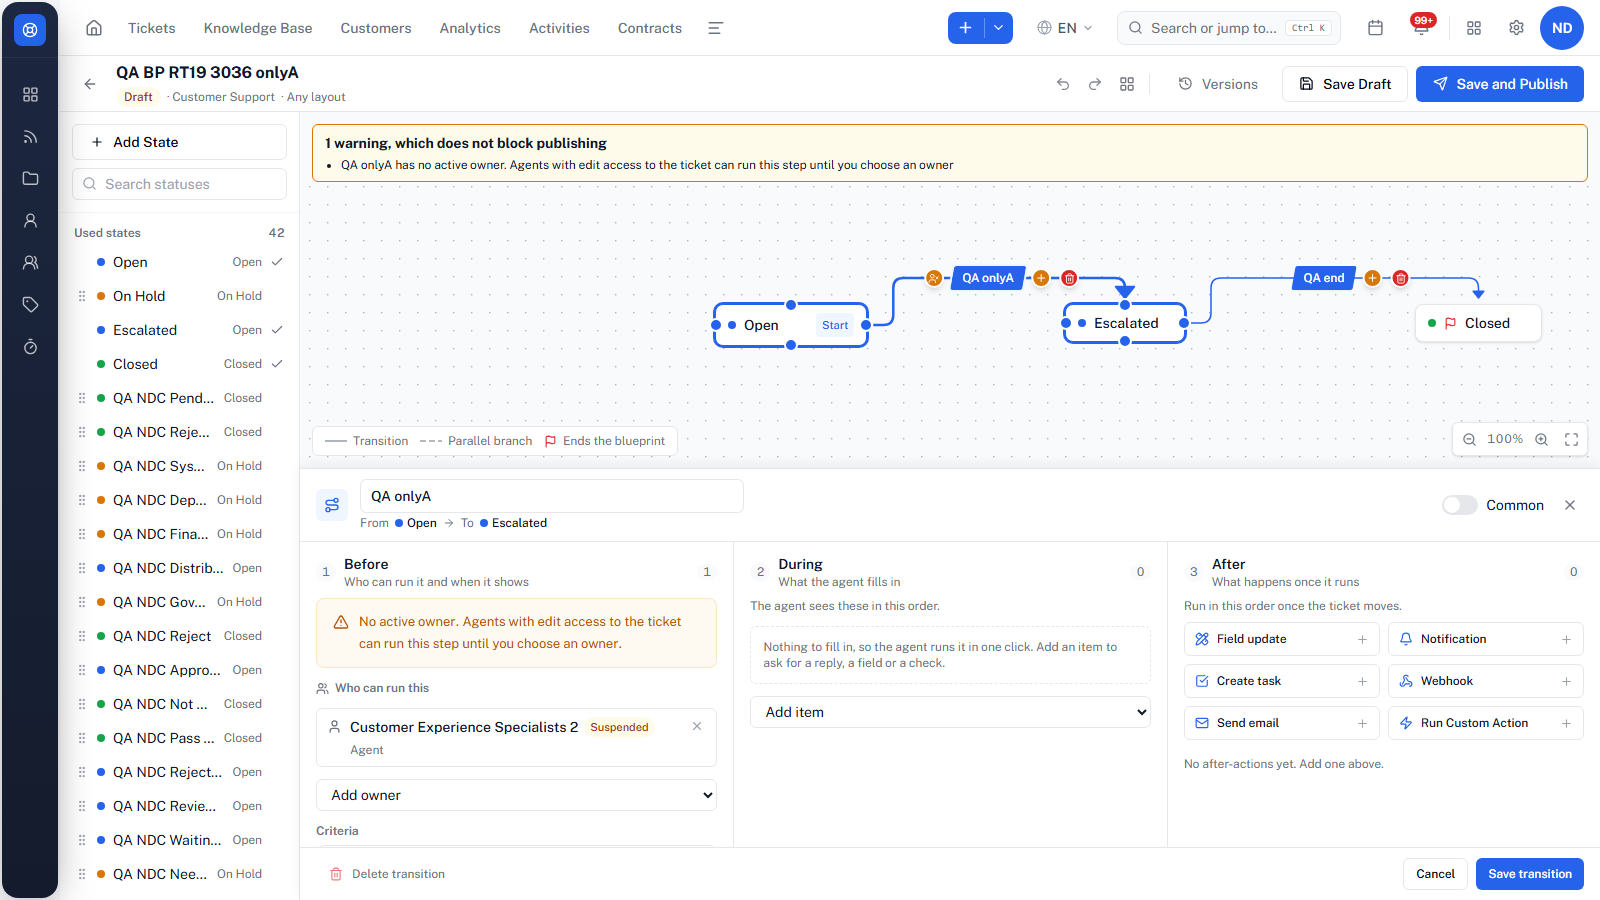 Tickets
Knowledge Base
Customers
Analytics
Activities
Contracts
EN
Search or jump to...
Ctrl K
99+
ND
QA BP RT19 3036 onlyA
Draft · Customer Support · Any layout
Versions
Save Draft
Save and Publish
Add State
Search statuses
Used states 42
Open Open
On Hold On Hold
Escalated Open
Closed Closed
QA NDC Pend... Closed
QA NDC Reje... Closed
QA NDC Sys... On Hold
QA NDC Dep... On Hold
QA NDC Fina... On Hold
QA NDC Distrib... Open
QA NDC Gov... On Hold
QA NDC Reject Closed
QA NDC Appro... Open
QA NDC Not ... Closed
QA NDC Pass ... Closed
QA NDC Reject... Open
QA NDC Revie... Open
QA NDC Waitin... Open
QA NDC Nee... On Hold
1 warning, which does not block publishing
• QA onlyA has no active owner. Agents with edit access to the ticket can run this step until you choose an owner
QA onlyA
QA end
Open Start
Escalated
Closed
Transition
Parallel branch
Ends the blueprint
100%
QA onlyA
From Open → To Escalated
Common
1 Before 1
Who can run it and when it shows
No active owner. Agents with edit access to the ticket
can run this step until you choose an owner.
Who can run this
Customer Experience Specialists 2 Suspended
Agent
Add owner
Criteria
2 During 0
What the agent fills in
The agent sees these in this order.
Nothing to fill in, so the agent runs it in one click. Add an item to
ask for a reply, a field or a check.
Add item
3 After 0
What happens once it runs
Run in this order once the ticket moves.
Field update
Notification
Create task
Webhook
Send email
Run Custom Action
No after-actions yet. Add one above.
Delete transition
Cancel
Save transition